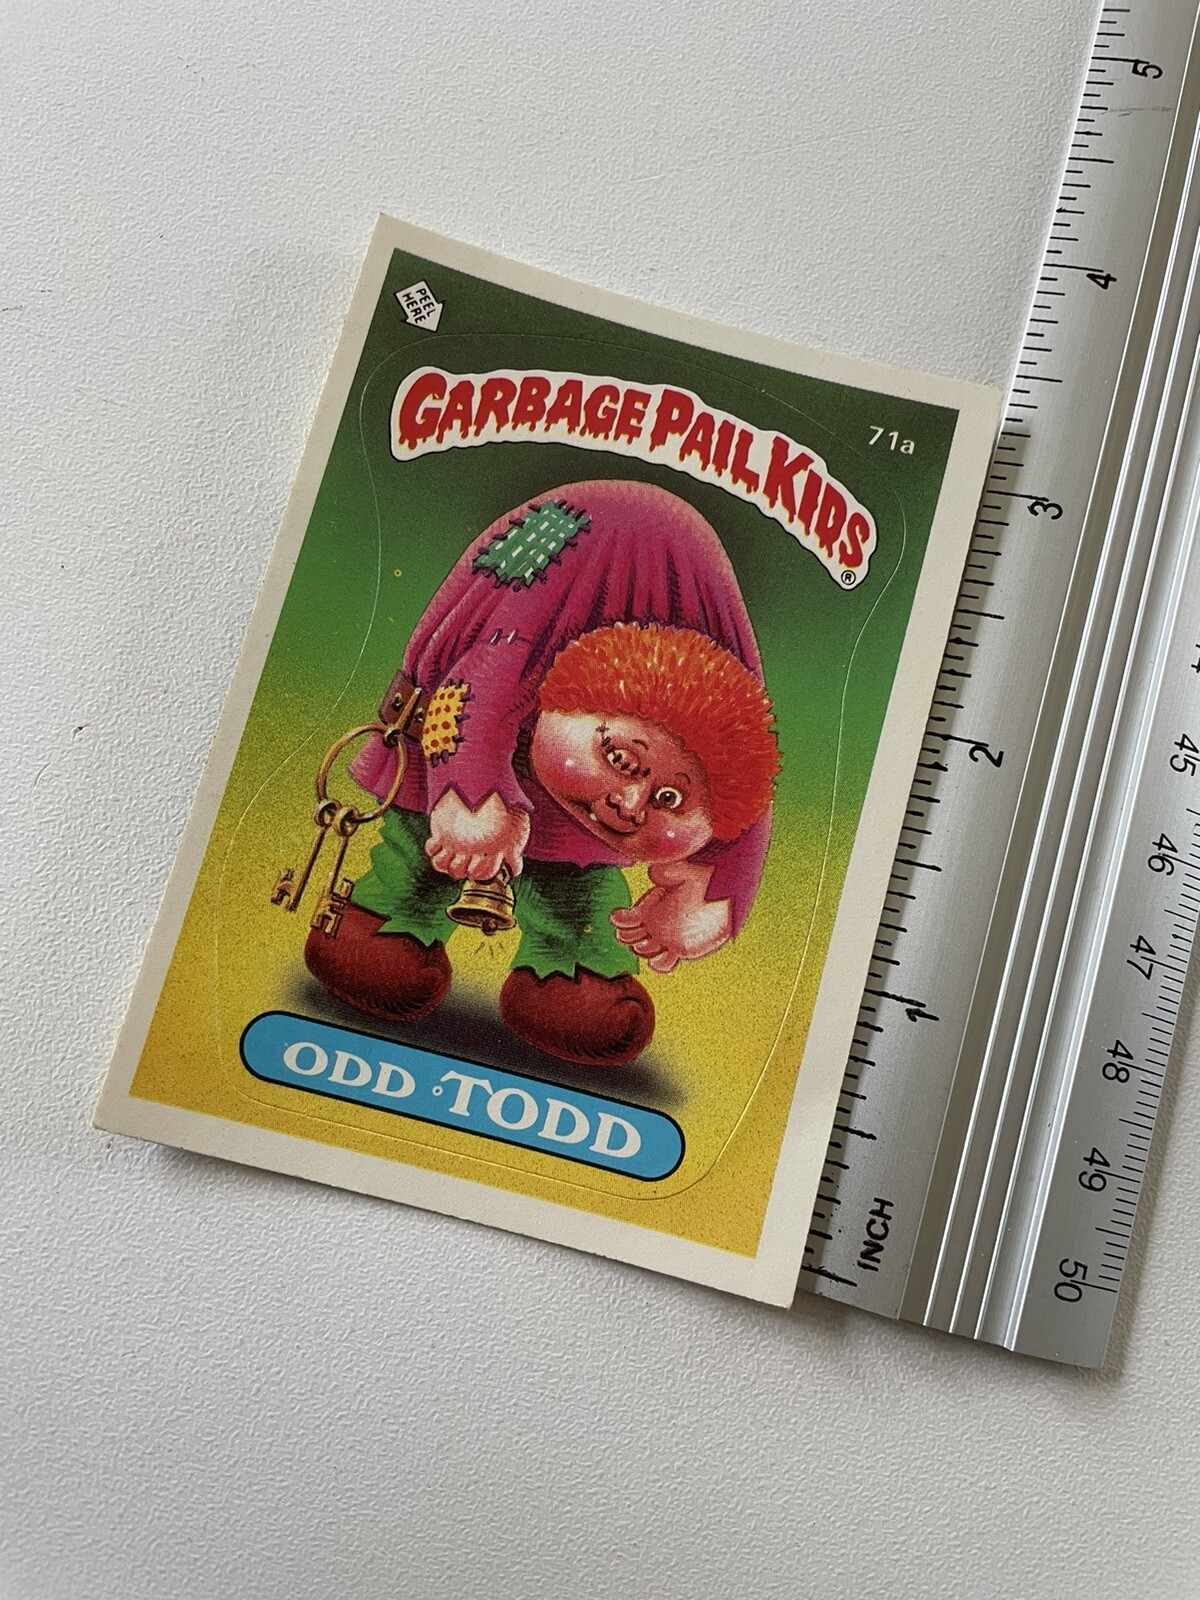 PEEL
HERE
GARBAGE PAIL KIDS
®
71a
ODD TODD
5
4
3
2
1
INCH
45
46
47
48
49
50